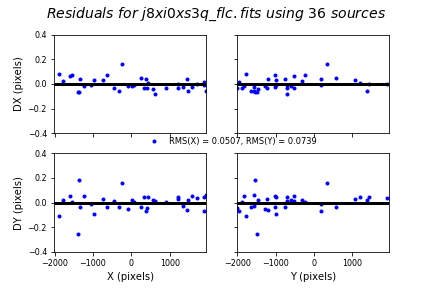 Residuals for j8xi0xs3q_flc.fits using 36 sources
DX (pixels)
0.4
0.2
0.0
−0.2
−0.4
RMS(X) = 0.0507, RMS(Y) = 0.0739
DY (pixels)
0.4
0.2
0.0
−0.2
−0.4
−2000 −1000 0 1000
−2000 −1000 0 1000
X (pixels)
Y (pixels)